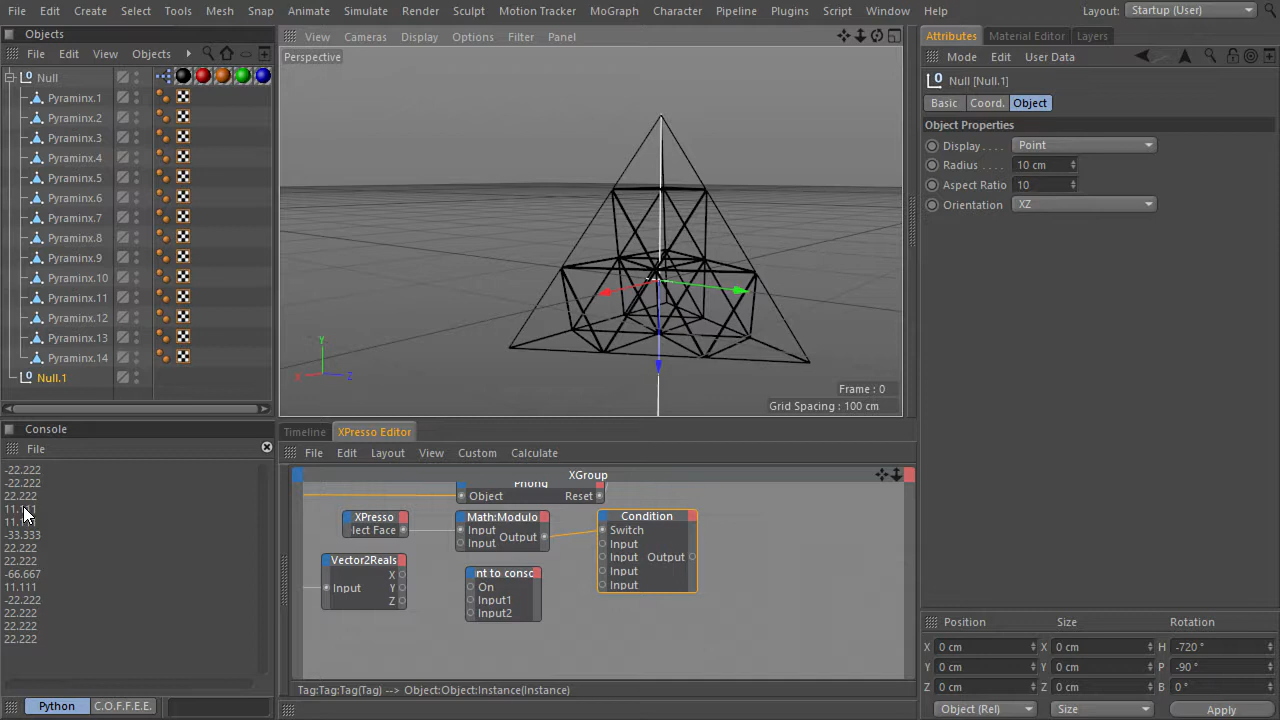 File Edit Create Select Tools Mesh Snap Animate Simulate Render Sculpt Motion Tracker MoGraph Character Pipeline Plugins Script Window Help Layout: Startup (User)
Objects
File Edit View Objects
Null
Pyraminx.1
Pyraminx.2
Pyraminx.3
Pyraminx.4
Pyraminx.5
Pyraminx.6
Pyraminx.7
Pyraminx.8
Pyraminx.9
Pyraminx.10
Pyraminx.11
Pyraminx.12
Pyraminx.13
Pyraminx.14
Null.1
View Cameras Display Options Filter Panel
Perspective
Y
X
Z
Frame : 0
Grid Spacing : 100 cm
Attributes Material Editor Layers
Mode Edit User Data
Null [Null.1]
Basic Coord. Object
Object Properties
Display . . . . Point
Radius . . . 10 cm
Aspect Ratio 10
Orientation . XZ
Console
File
-22.222
-22.222
22.222
-33.333
22.222
22.222
-66.667
11.111
-22.222
22.222
22.222
22.222
Python C.O.F.F.E.E.
Timeline XPresso Editor
File Edit Layout View Custom Calculate
XGroup
Phong
Object Reset
XPresso
lect Face
Math:Modulo
Input
Input Output
Condition
Switch
Input
Input Output
Input
Input
Vector2Reals
X
Input Y
Z
nt to consc
On
Input1
Input2
Tag:Tag:Tag(Tag) --> Object:Object:Instance(Instance)
Position Size Rotation
X 0 cm X 0 cm H -720 °
Y 0 cm Y 0 cm P -90 °
Z 0 cm Z 0 cm B 0 °
Object (Rel) Size Apply